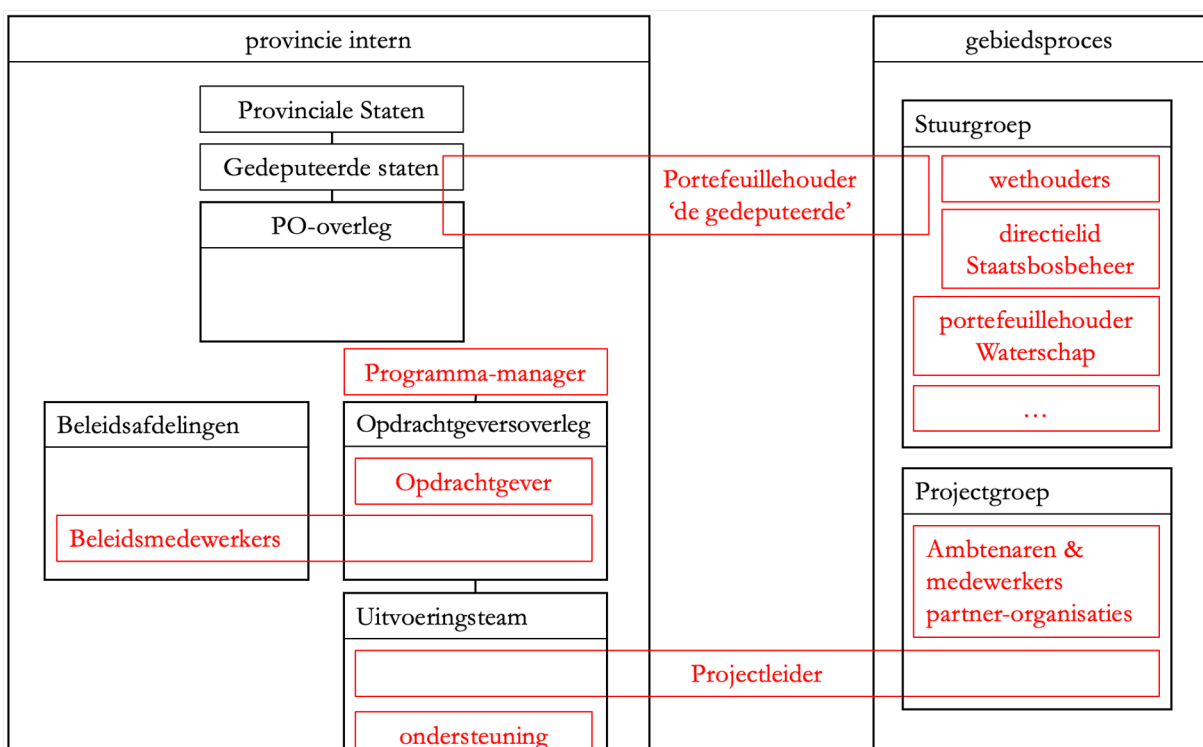 provincie intern
Provinciale Staten
Gedeputeerde staten
PO-overleg
Portefeuillehouder
‘de gedeputeerde’
Programma-manager
Beleidsafdelingen
Opdrachtgeversoverleg
Opdrachtgever
Beleidsmedewerkers
Uitvoeringsteam
Projectleider
ondersteuning
gebiedsproces
Stuurgroep
wethouders
directielid
Staatsbosbeheer
portefeuillehouder
Waterschap
…
Projectgroep
Ambtenaren &
medewerkers
partner-organisaties